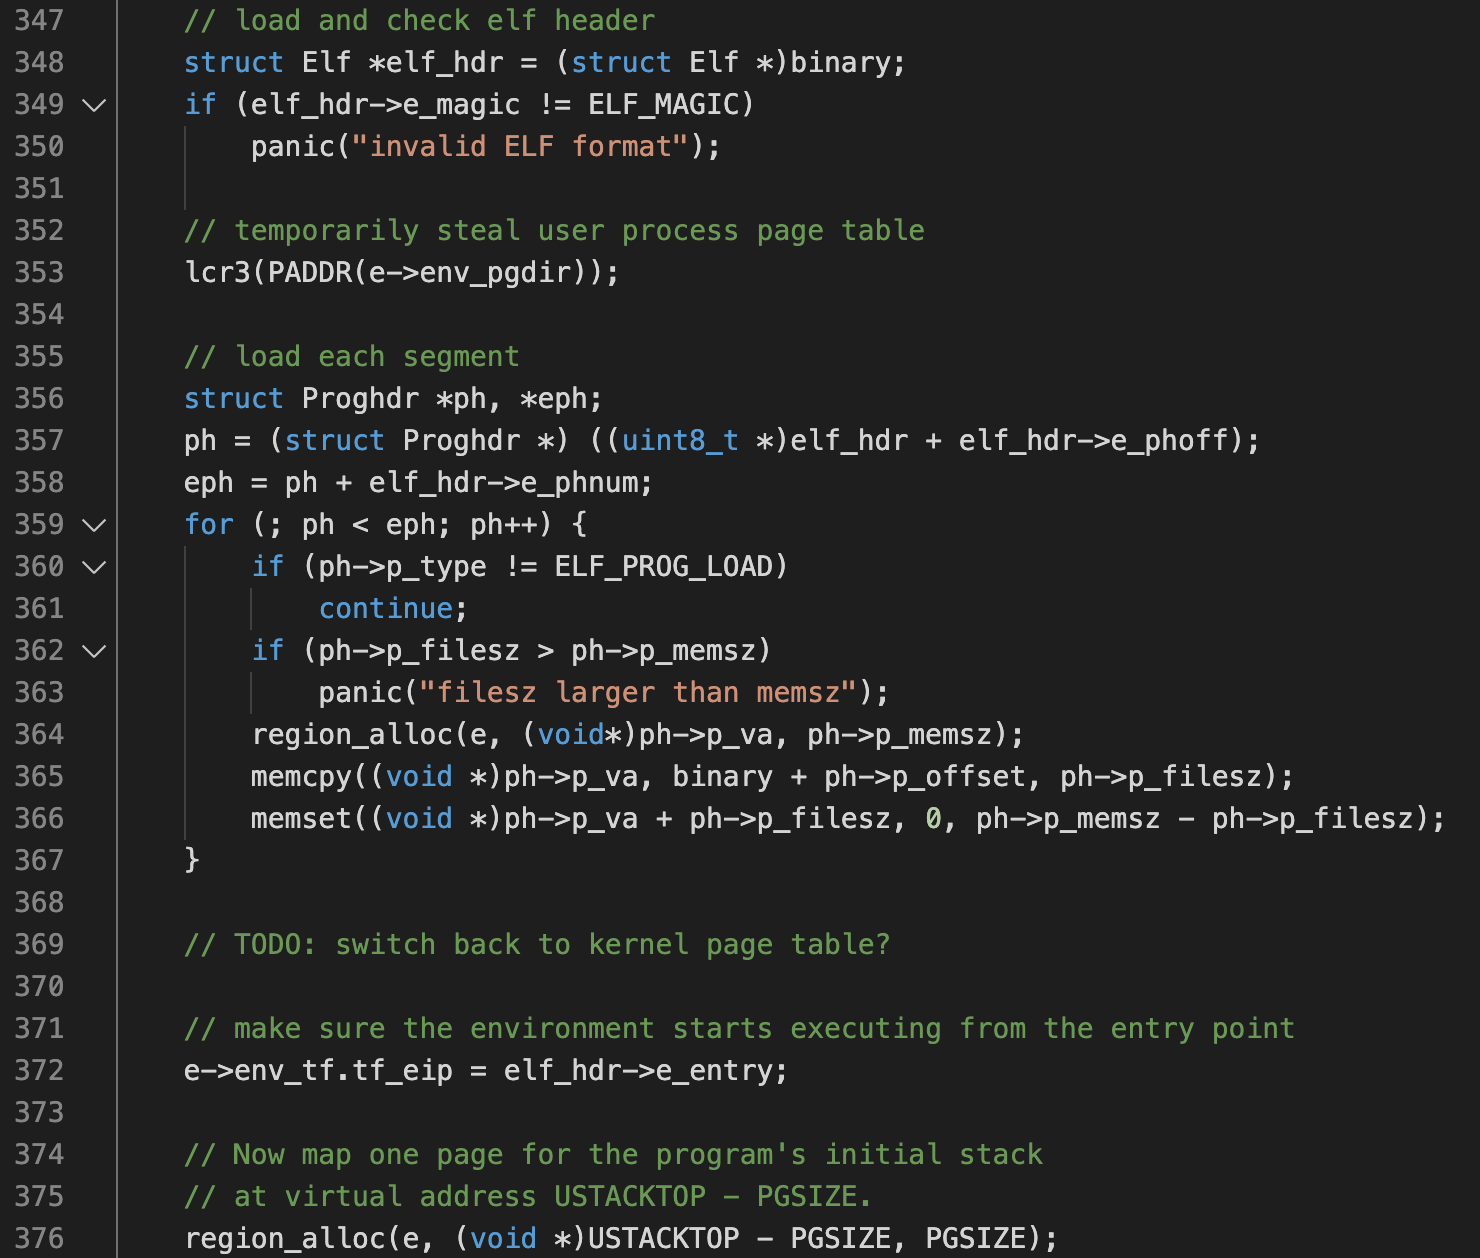 347 // load and check elf header
348 struct Elf *elf_hdr = (struct Elf *)binary;
349 if (elf_hdr->e_magic != ELF_MAGIC)
350 panic("invalid ELF format");
351
352 // temporarily steal user process page table
353 lcr3(PADDR(e->env_pgdir));
354
355 // load each segment
356 struct Proghdr *ph, *eph;
357 ph = (struct Proghdr *) ((uint8_t *)elf_hdr + elf_hdr->e_phoff);
358 eph = ph + elf_hdr->e_phnum;
359 for (; ph < eph; ph++) {
360 if (ph->p_type != ELF_PROG_LOAD)
361 continue;
362 if (ph->p_filesz > ph->p_memsz)
363 panic("filesz larger than memsz");
364 region_alloc(e, (void*)ph->p_va, ph->p_memsz);
365 memcpy((void *)ph->p_va, binary + ph->p_offset, ph->p_filesz);
366 memset((void *)ph->p_va + ph->p_filesz, 0, ph->p_memsz - ph->p_filesz);
367 }
368
369 // TODO: switch back to kernel page table?
370
371 // make sure the environment starts executing from the entry point
372 e->env_tf.tf_eip = elf_hdr->e_entry;
373
374 // Now map one page for the program's initial stack
375 // at virtual address USTACKTOP - PGSIZE.
376 region_alloc(e, (void *)USTACKTOP - PGSIZE, PGSIZE);